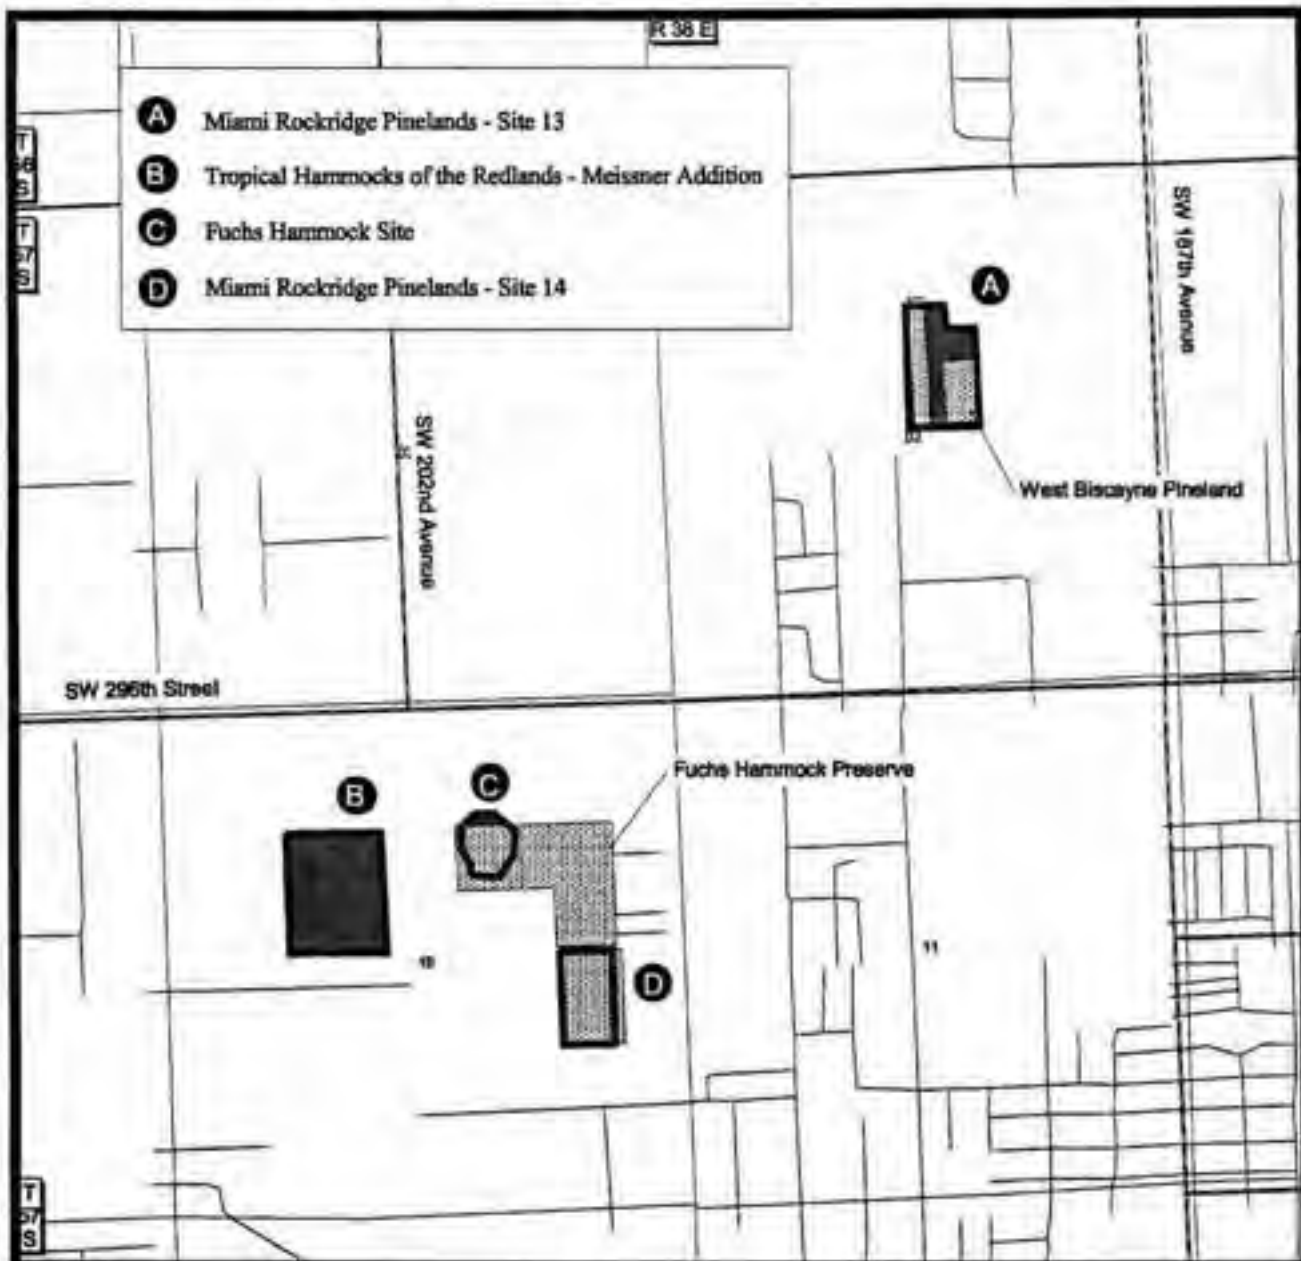 R 38 E
A Miami Rockridge Pinelands - Site 13
B Tropical Hammocks of the Redlands - Meissner Addition
C Fuchs Hammock Site
D Miami Rockridge Pinelands - Site 14
T
S
T
57
S
SW 187th Avenue
A
West Biscayne Pineland
SW 202nd Avenue
SW 296th Street
B
C
Fuchs Hammock Preserve
10
11
D
T
57
S